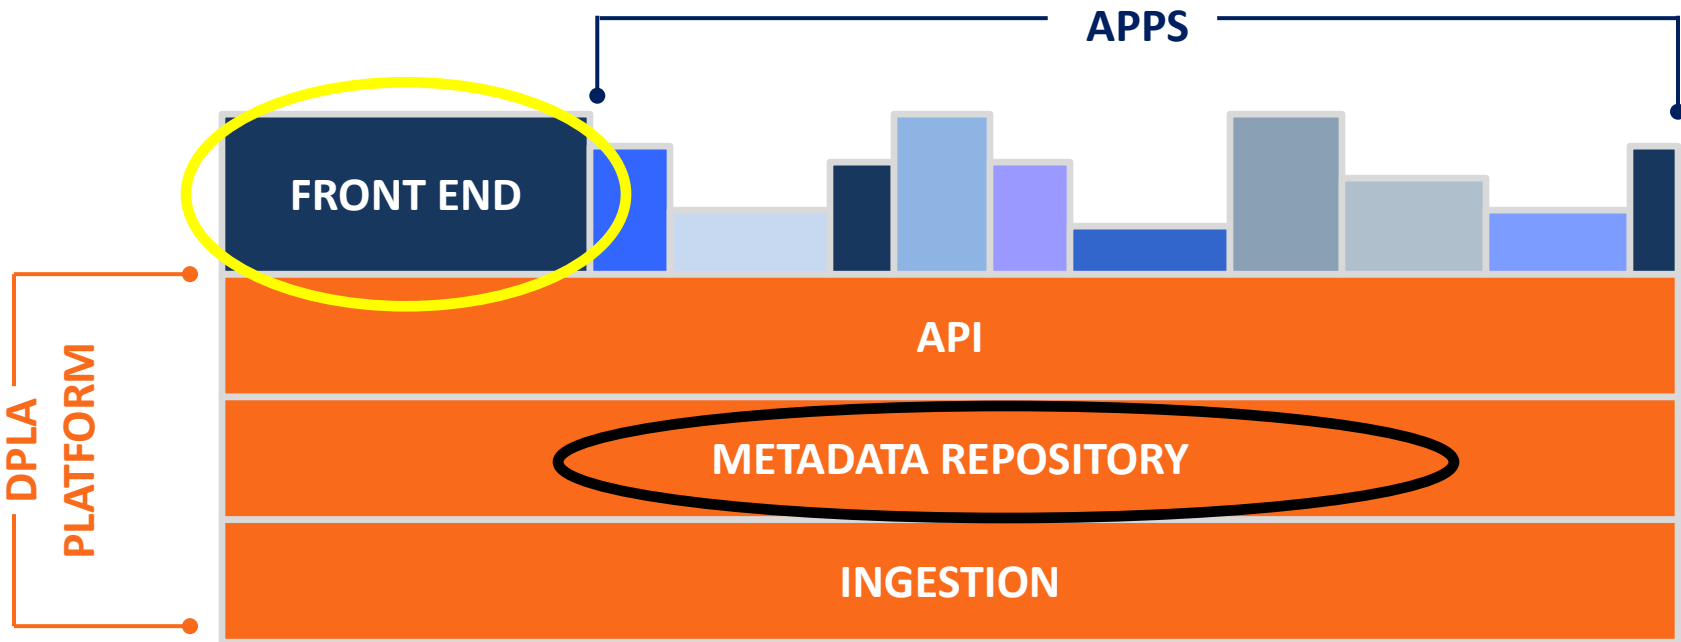 APPS
FRONT END
API
DPLA
PLATFORM
METADATA REPOSITORY
INGESTION